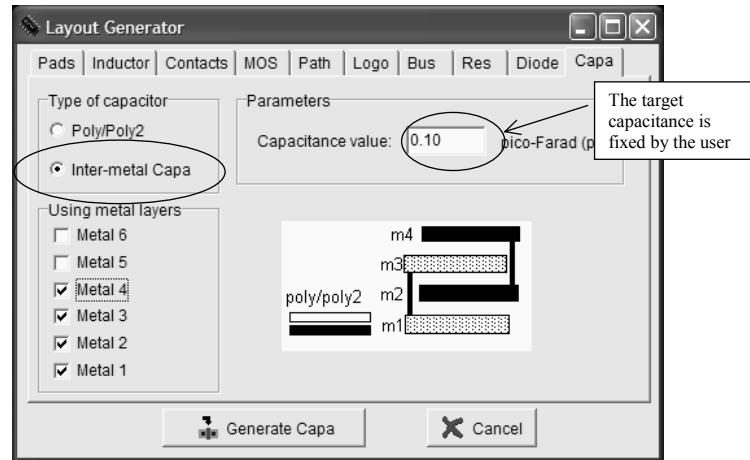 Layout Generator
Pads Inductor Contacts MOS Path Logo Bus Res Diode Capa
Type of capacitor
Poly/Poly2
Inter-metal Capa
Parameters
Capacitance value: 0.10 pico-Farad (p
The target
capacitance is
fixed by the user
Using metal layers
Metal 6
Metal 5
Metal 4
Metal 3
Metal 2
Metal 1
m4
m3
poly/poly2 m2
m1
Generate Capa Cancel